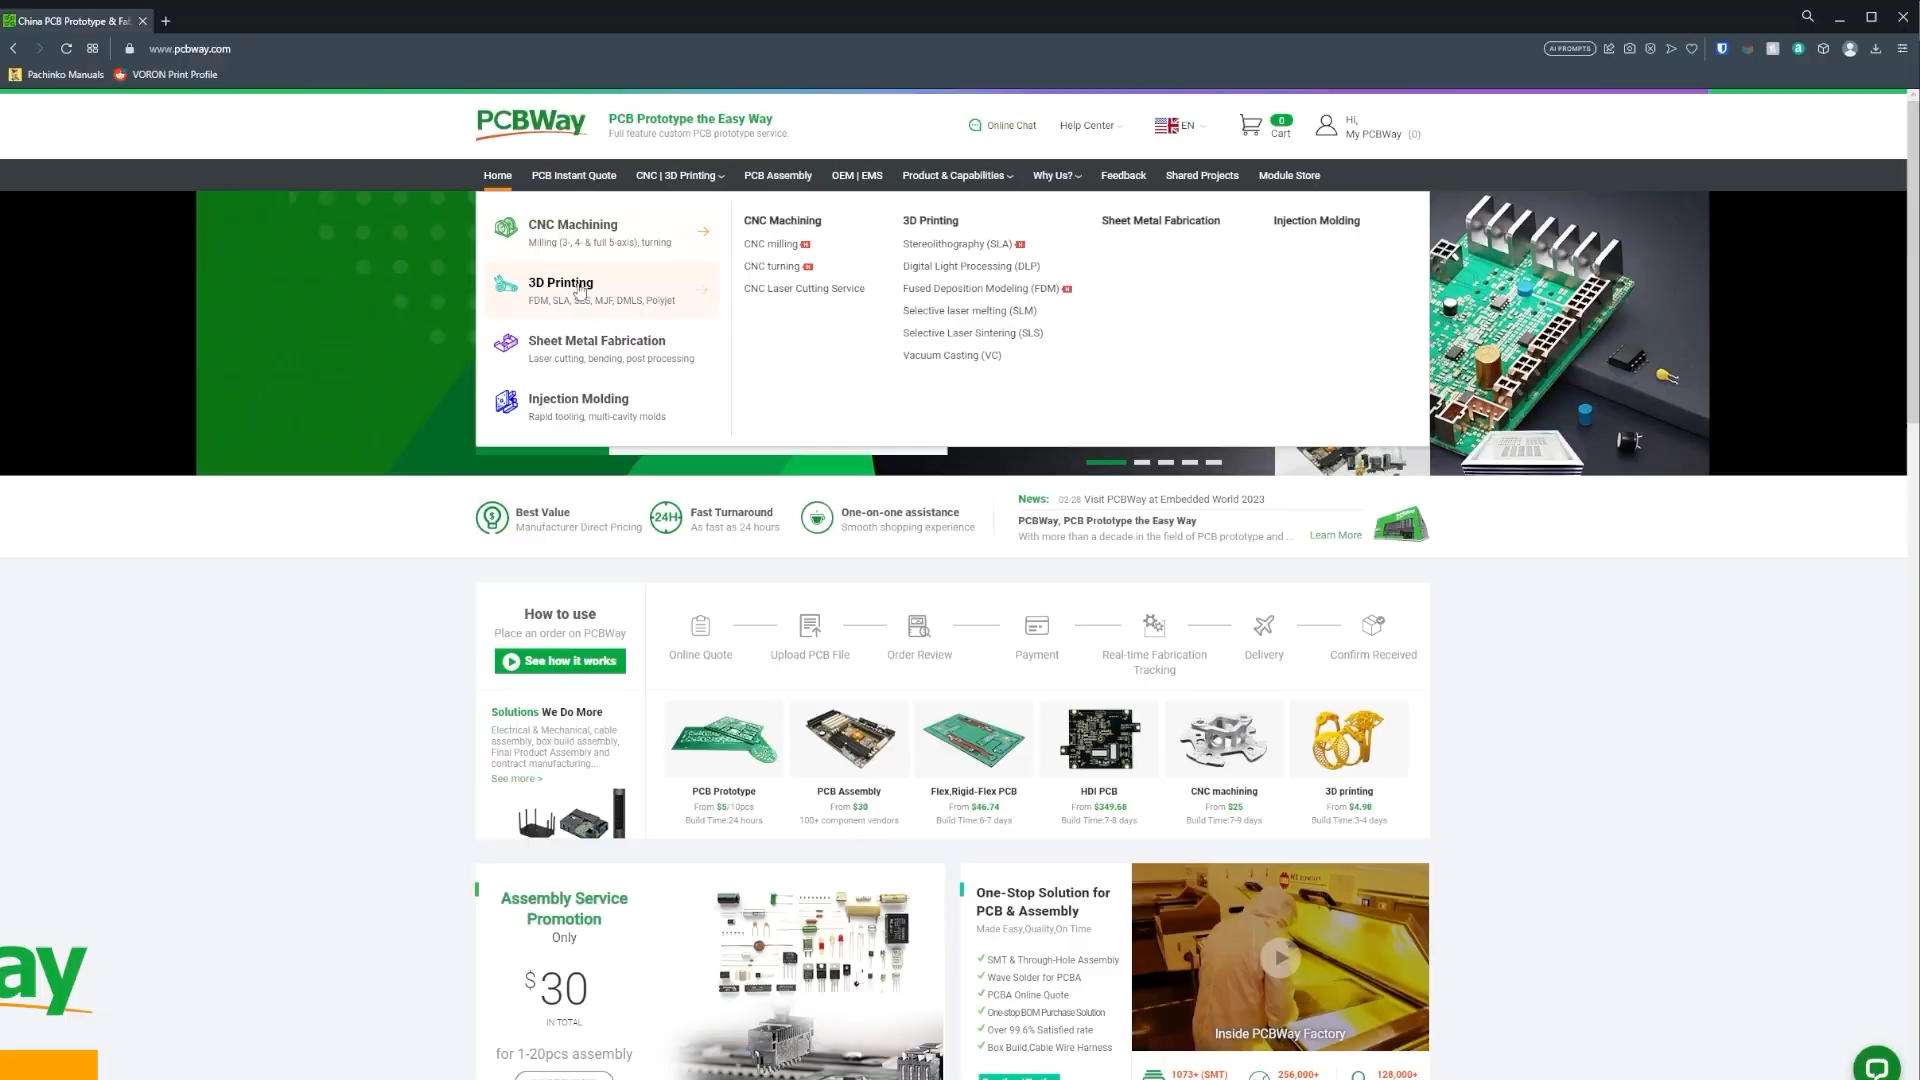 China PCB Prototype & Fa
www.pcbway.com
AI PROMPTS
Pachinko Manuals
VORON Print Profile
PCBWay
PCB Prototype the Easy Way
Full feature custom PCB prototype service.
Online Chat
Help Center
EN
0
Cart
Hi,
My PCBWay (0)
Home
PCB Instant Quote
CNC | 3D Printing
PCB Assembly
OEM | EMS
Product & Capabilities
Why Us?
Feedback
Shared Projects
Module Store
CNC Machining
Milling (3-, 4- & full 5-axis), turning
3D Printing
FDM, SLA, SLS, MJF, DMLS, Polyjet
Sheet Metal Fabrication
Laser cutting, bending, post processing
Injection Molding
Rapid tooling, multi-cavity molds
CNC Machining
CNC milling
CNC turning
CNC Laser Cutting Service
3D Printing
Stereolithography (SLA)
Digital Light Processing (DLP)
Fused Deposition Modeling (FDM)
Selective laser melting (SLM)
Selective Laser Sintering (SLS)
Vacuum Casting (VC)
Sheet Metal Fabrication
Injection Molding
Best Value
Manufacturer Direct Pricing
24H
Fast Turnaround
As fast as 24 hours
One-on-one assistance
Smooth shopping experience
News: 02-28 Visit PCBWay at Embedded World 2023
PCBWay, PCB Prototype the Easy Way
With more than a decade in the field of PCB prototype and ...
Learn More
How to use
Place an order on PCBWay
See how it works
Online Quote
Upload PCB File
Order Review
Payment
Real-time Fabrication
Tracking
Delivery
Confirm Received
Solutions We Do More
Electrical & Mechanical, cable
assembly, box build assembly,
Final Product Assembly and
contract manufacturing...
See more >
PCB Prototype
From $5/10pcs
Build Time:24 hours
PCB Assembly
From $30
100+ component vendors
Flex,Rigid-Flex PCB
From $46.74
Build Time:6-7 days
HDI PCB
From $349.68
Build Time:7-8 days
CNC machining
From $25
Build Time:7-9 days
3D printing
From $4.98
Build Time:3-4 days
Assembly Service
Promotion
Only
$30
IN TOTAL
for 1-20pcs assembly
One-Stop Solution for
PCB & Assembly
Made Easy,Quality,On Time
SMT & Through-Hole Assembly
Wave Solder for PCBA
PCBA Online Quote
One-stop BOM Purchase Solution
Over 99.6% Satisfied rate
Box Build,Cable Wire Harness
Inside PCBWay Factory
1073+ (SMT)
256,000+
128,000+
ay